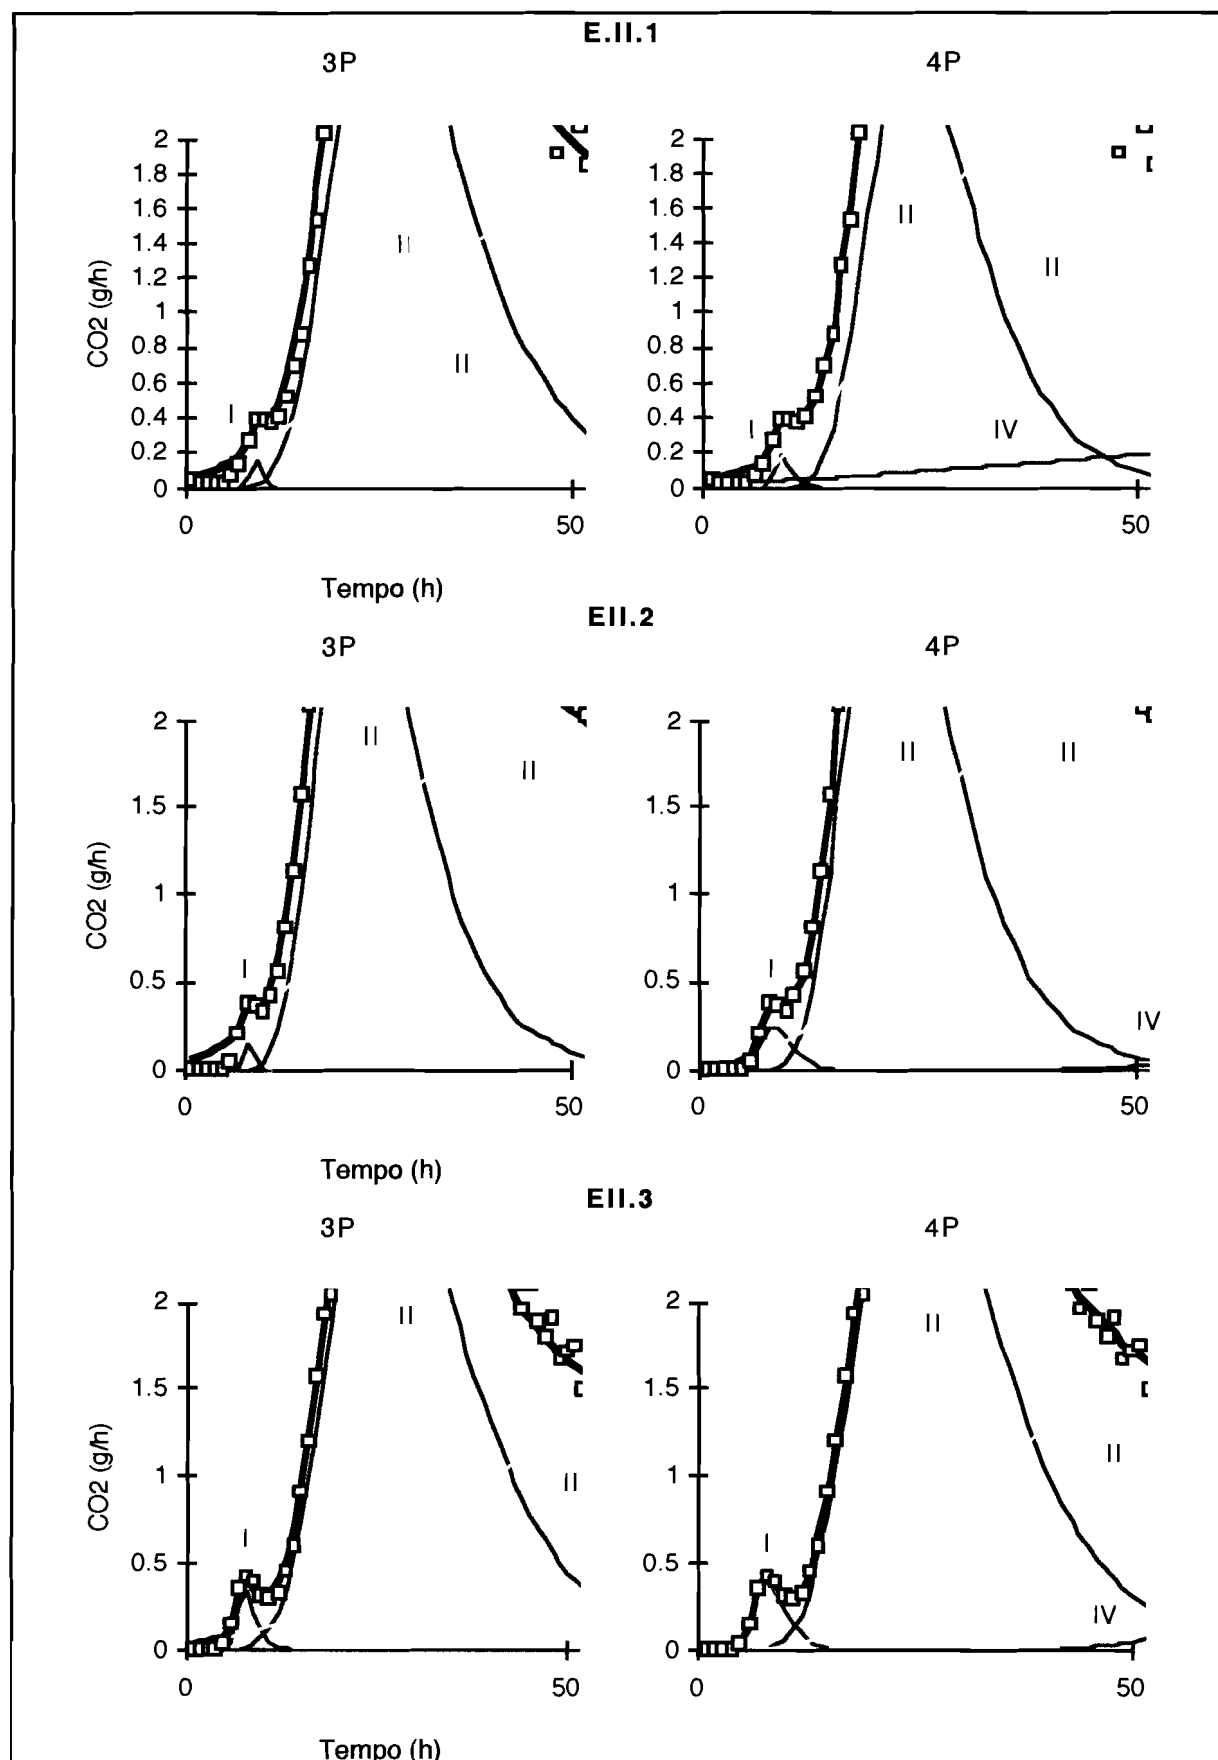 E.II.1
3P 4P
2 2
1.8 1.8
1.6 1.6
II II
1.4 1.4
II
1.2 1.2
1 1
CO2 (g/h)
0.8 0.8
II
0.6 0.6
I 0.4 0.4 I IV
0.2 0.2
0 0
0 50 0 50
Tempo (h)
EII.2
3P 4P
2 II 2 II II
II
1.5 1.5
CO2 (g/h)
1 1
I I
0.5 0.5
IV
0 0
0 50 0 50
Tempo (h)
EII.3
3P 4P
2 II 2 II
1.5 1.5
CO2 (g/h)
1 II 1 II
I I
0.5 0.5
IV
0 0
0 50 0 50
Tempo (h)